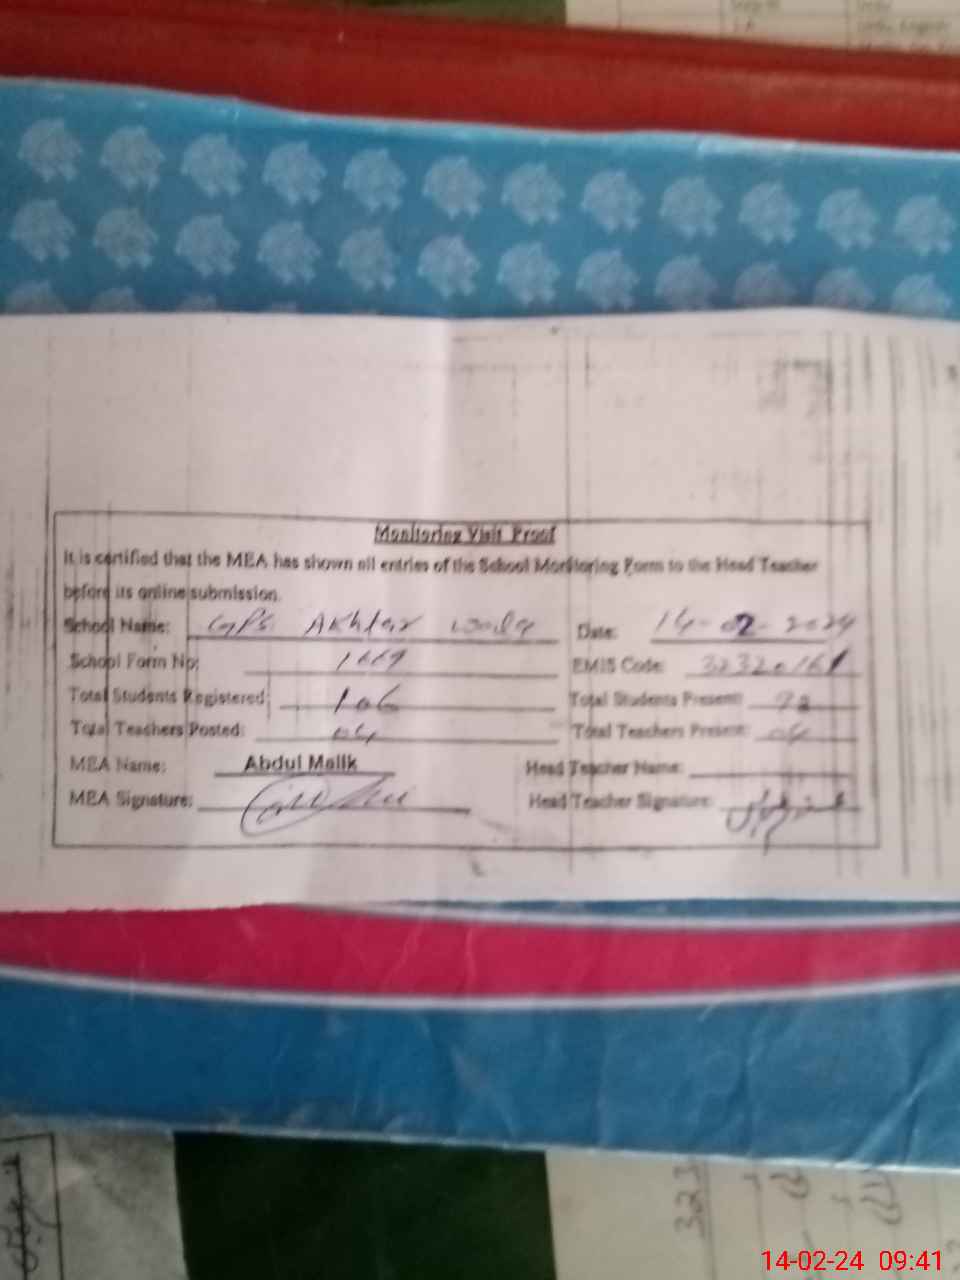 Monitoring Visit Proof
It is certified that the MEA has shown all entries of the School Monitoring Form to the Head Teacher
before its online submission.
School Name: GPS Akhtar Wala Date: 14-02-2024
School Form No: 1669 EMIS Code: 32320161
Total Students Registered: 106 Total Students Present:
Total Teachers Posted: 04 Total Teachers Present: 04
MEA Name: Abdul Malik Head Teacher Name:
MEA Signature: Head Teacher Signature:
323
14-02-24 09:41